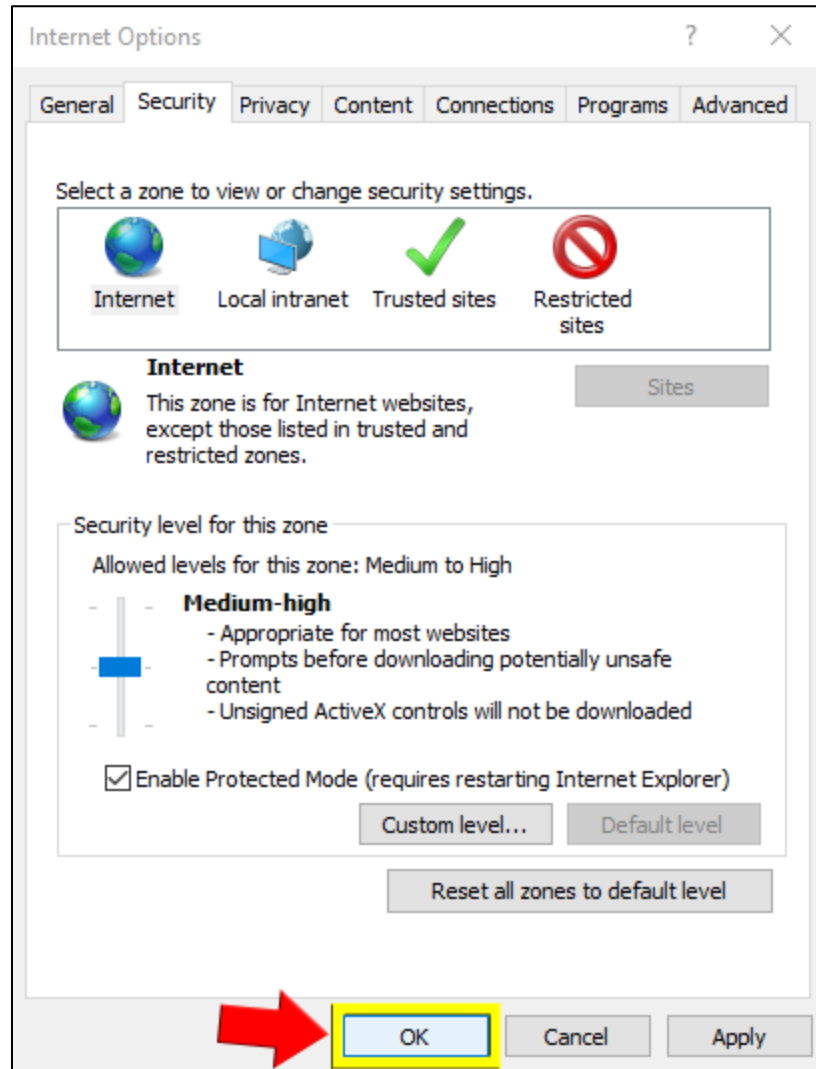 Internet Options
?
General Security Privacy Content Connections Programs Advanced
Select a zone to view or change security settings.
Internet Local intranet Trusted sites Restricted
sites
Internet
Sites
This zone is for Internet websites,
except those listed in trusted and
restricted zones.
Security level for this zone
Allowed levels for this zone: Medium to High
Medium-high
- Appropriate for most websites
- Prompts before downloading potentially unsafe
content
- Unsigned ActiveX controls will not be downloaded
Enable Protected Mode (requires restarting Internet Explorer)
Custom level... Default level
Reset all zones to default level
OK Cancel Apply